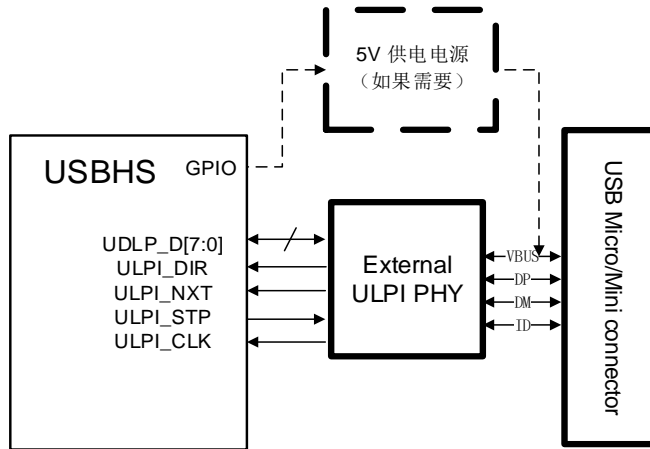 5V 供电电源
（如果需要）
USBHS
GPIO
UDLP_D[7:0]
ULPI_DIR
ULPI_NXT
ULPI_STP
ULPI_CLK
External
ULPI PHY
VBUS
DP
DM
ID
USB Micro/Mini connector